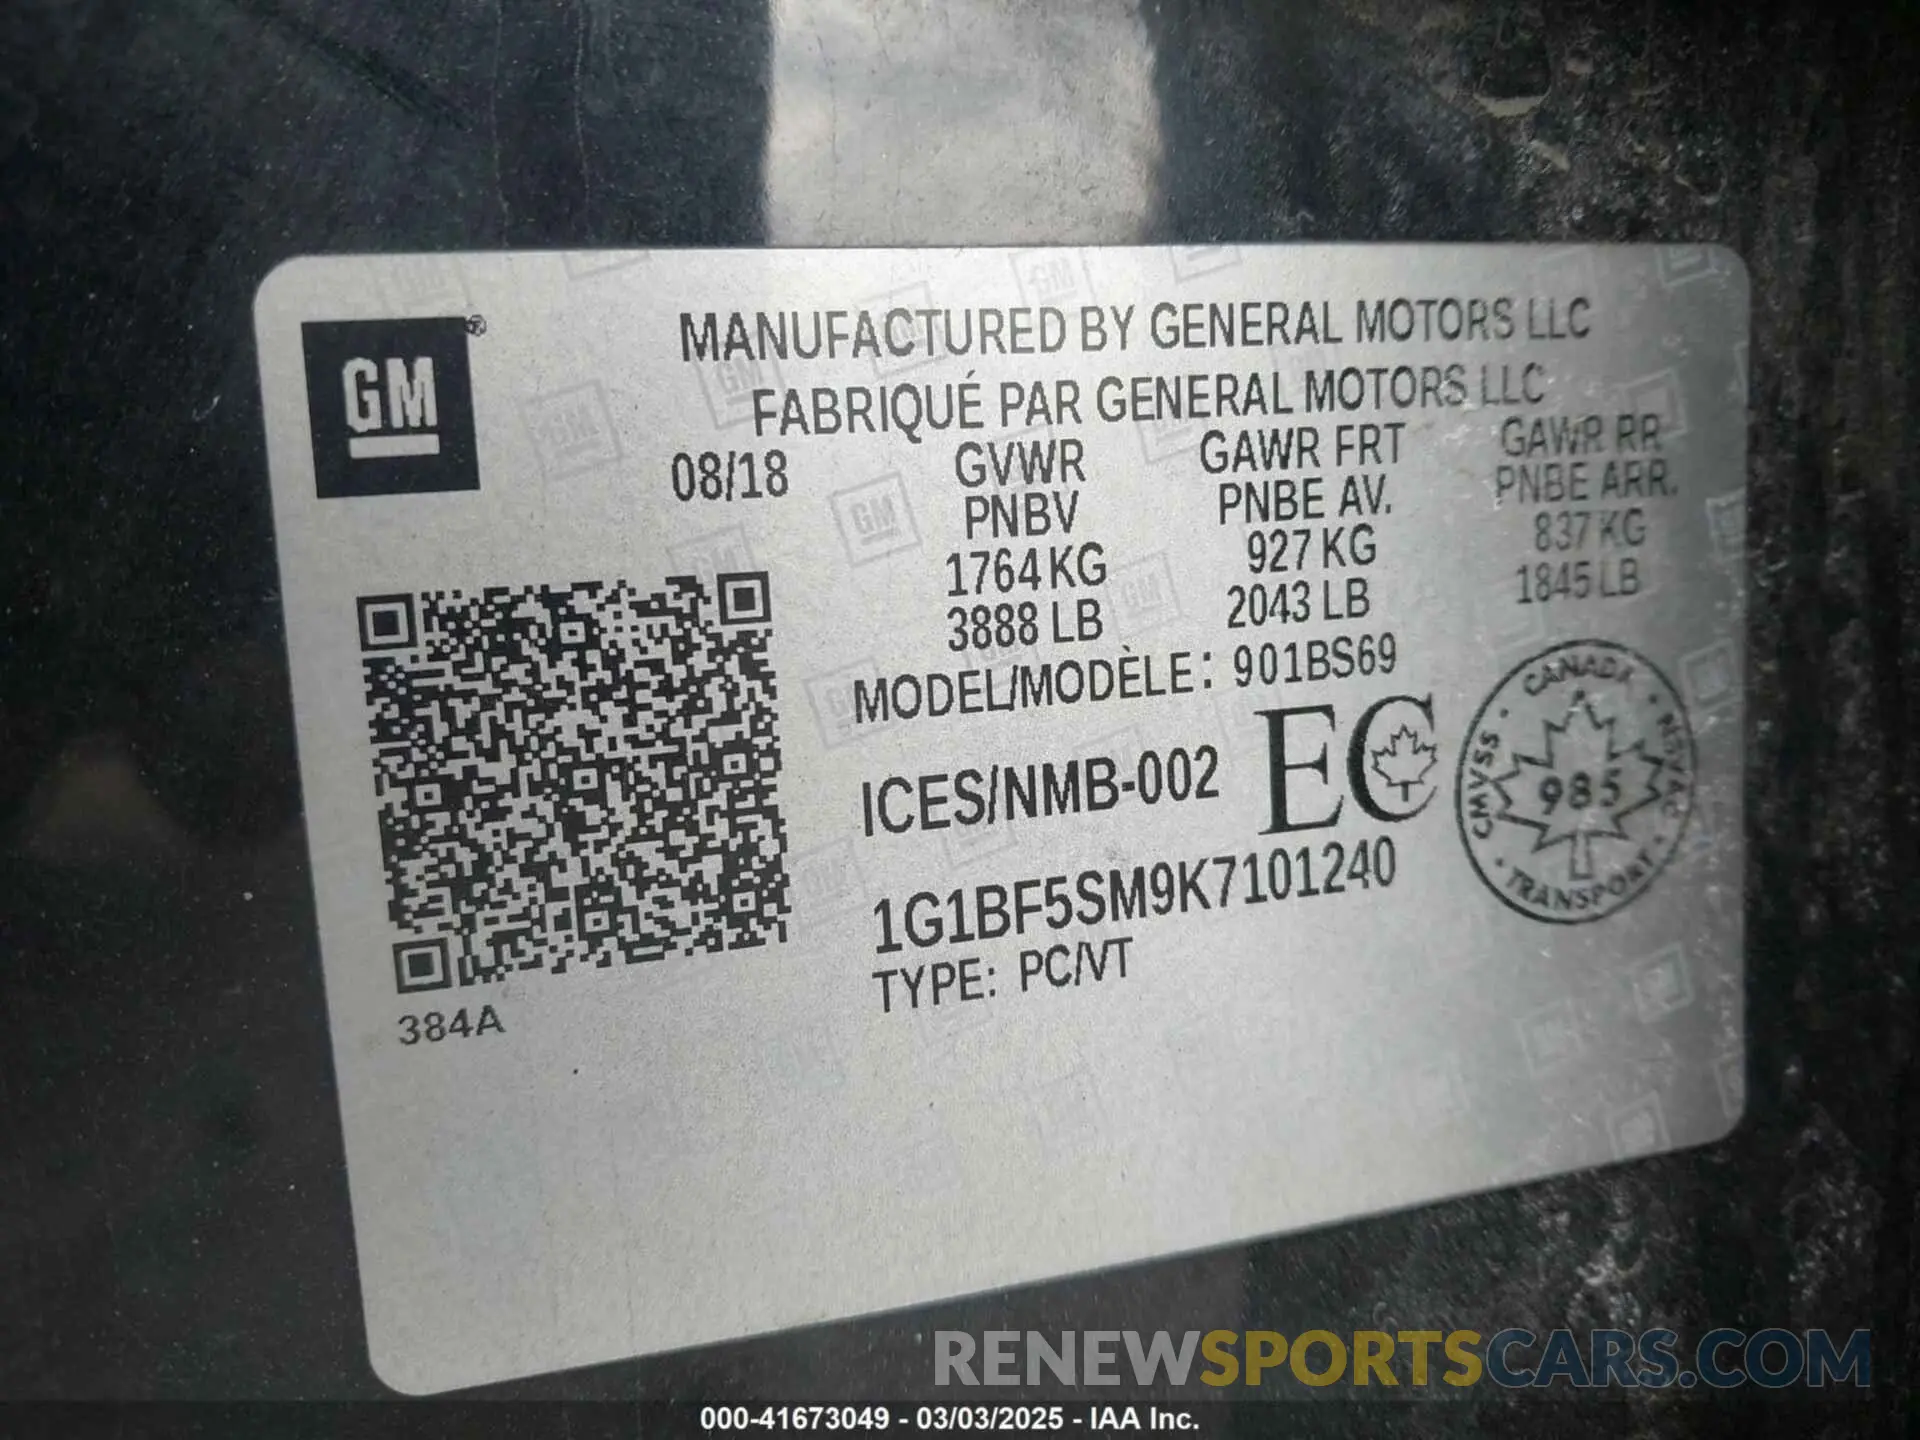 GM ®
MANUFACTURED BY GENERAL MOTORS LLC
FABRIQUÉ PAR GENERAL MOTORS LLC
08/18 GVWR GAWR FRT GAWR RR
PNBV PNBE AV. PNBE ARR.
1764 KG 927 KG 837 KG
3888 LB 2043 LB 1845 LB
MODEL/MODÈLE: 901BS69
ICES/NMB-002 EC
CANADA · NSVAC · TRANSPORT · CMVSS ·
985
1G1BF5SM9K7101240
TYPE: PC/VT
384A
RENEWSPORTSCARS.COM
000-41673049 - 03/03/2025 - IAA Inc.